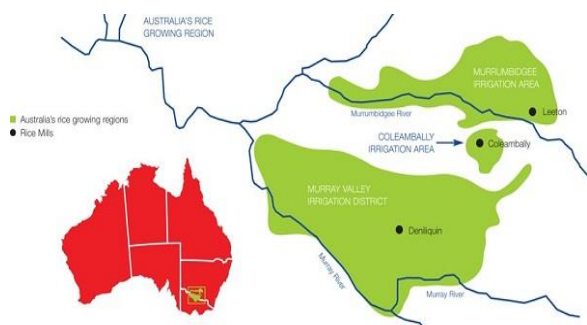 AUSTRALIA'S RICE
GROWING REGION
MURRUMBIDGEE
IRRIGATION AREA
Murrumbidgee River
Leeton
Australia's rice growing regions
Rice Mills
COLEAMBALLY
IRRIGATION AREA
Coleambally
MURRAY VALLEY
IRRIGATION DISTRICT
Deniliquin
Murray River
Murray River